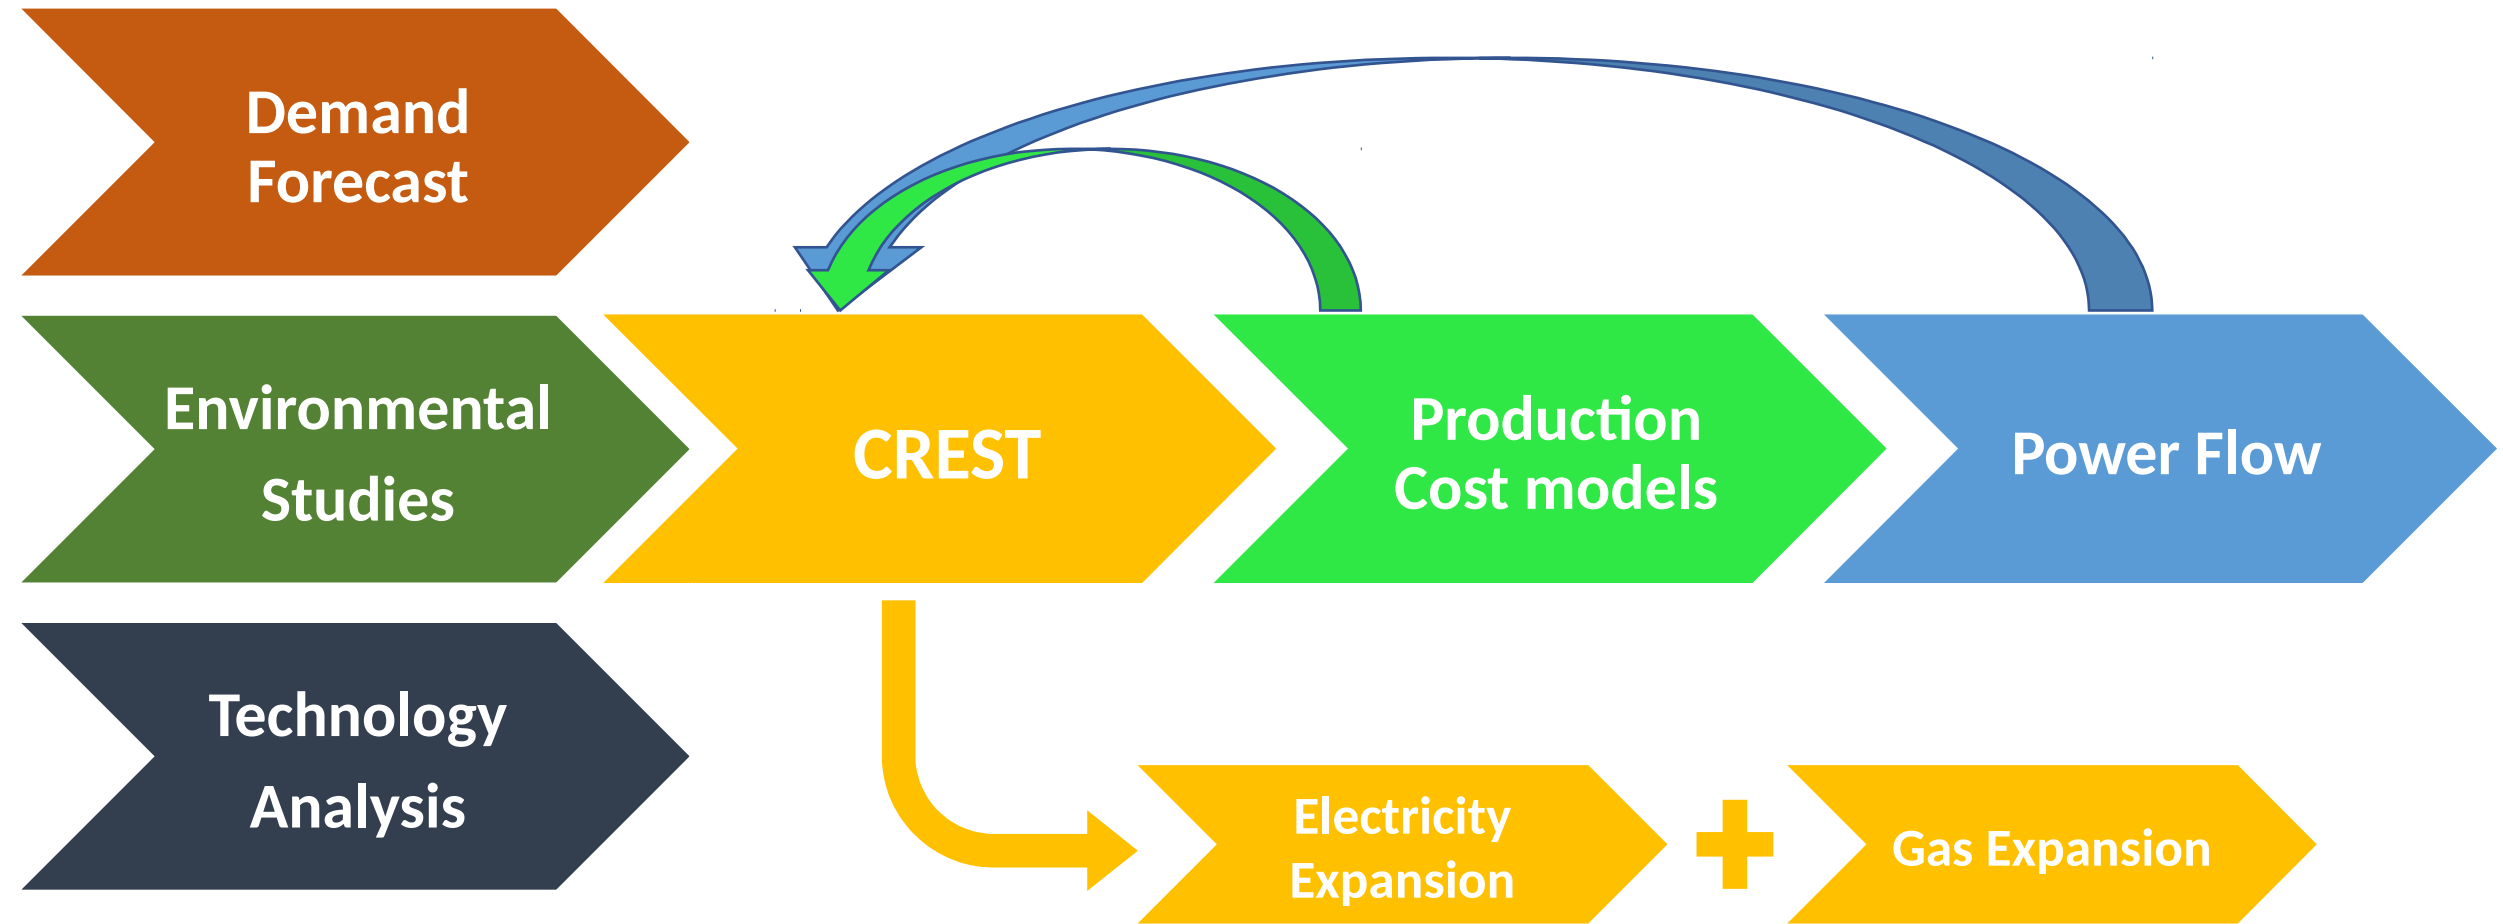 Demand
Forecast
Environmental
Studies
Technology
Analysis
CREST
Production
Cost models
Power Flow
Electricity
Expansion
Gas Expansion